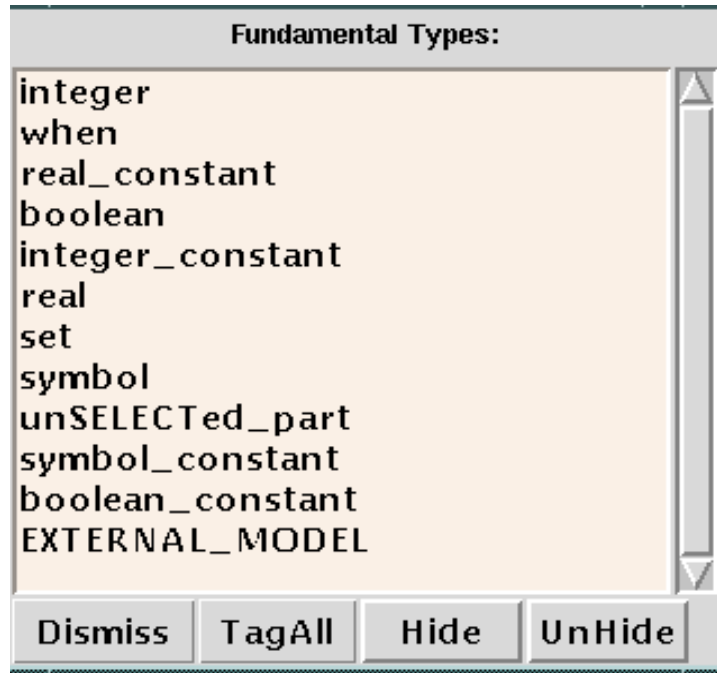 Fundamental Types:
integer
when
real_constant
boolean
integer_constant
real
set
symbol
unSELECTed_part
symbol_constant
boolean_constant
EXTERNAL_MODEL
Dismiss TagAll Hide UnHide